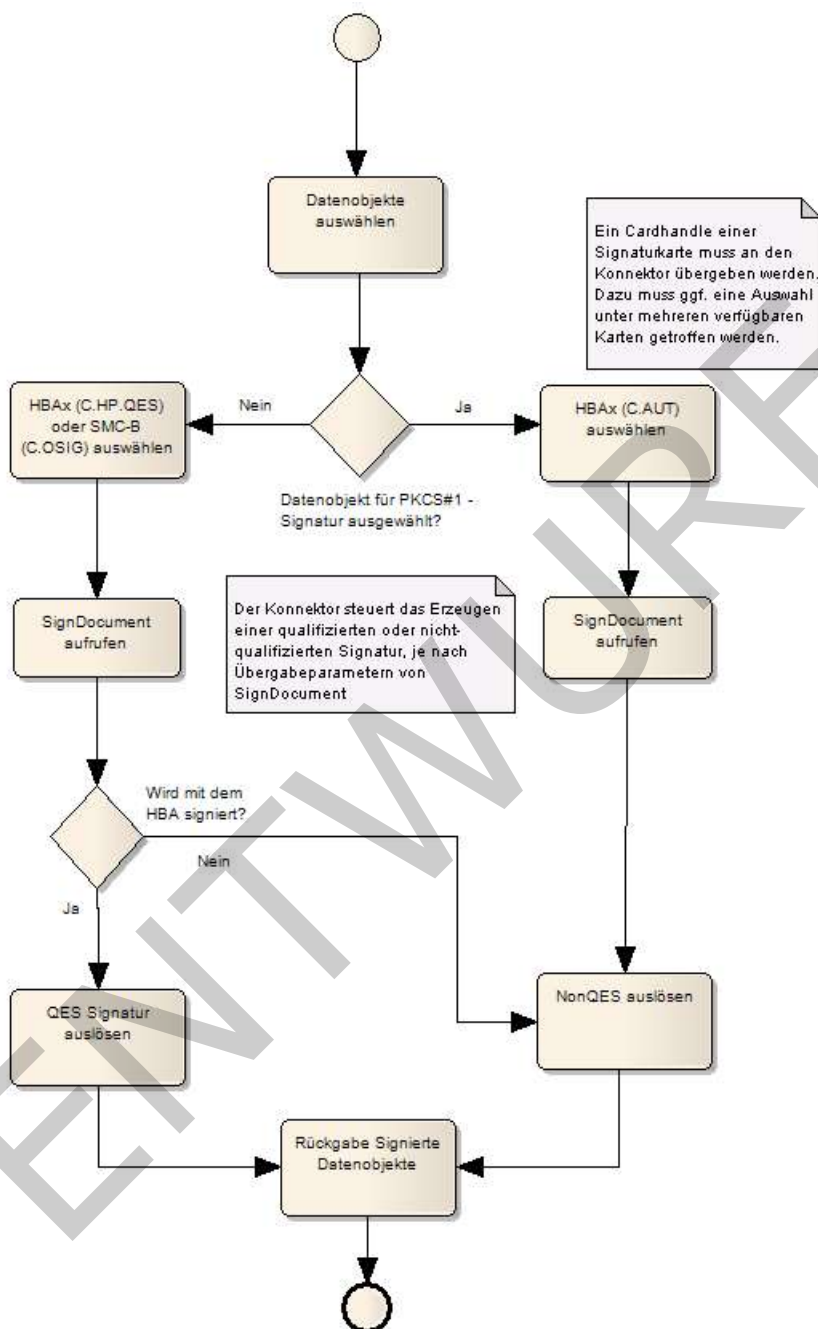 Datenobjekte
auswählen
Ein Cardhandle einer
Signaturkarte muss an den
Konnektor übergeben werden.
Dazu muss ggf. eine Auswahl
unter mehreren verfügbaren
Karten getroffen werden.
HBAx (C.HP.QES)
oder SMC-B
(C.OSIG) auswählen
Nein
Ja
HBAx (C.AUT)
auswählen
Datenobjekt für PKCS#1 -
Signatur ausgewählt?
SignDocument
aufrufen
Der Konnektor steuert das Erzeugen
einer qualifizierten oder nicht-
qualifizierten Signatur, je nach
Übergabeparametern von
SignDocument
SignDocument
aufrufen
Wird mit dem
HBA signiert?
Nein
Ja
QES Signatur
auslösen
NonQES auslösen
Rückgabe Signierte
Datenobjekte
ENTWURF